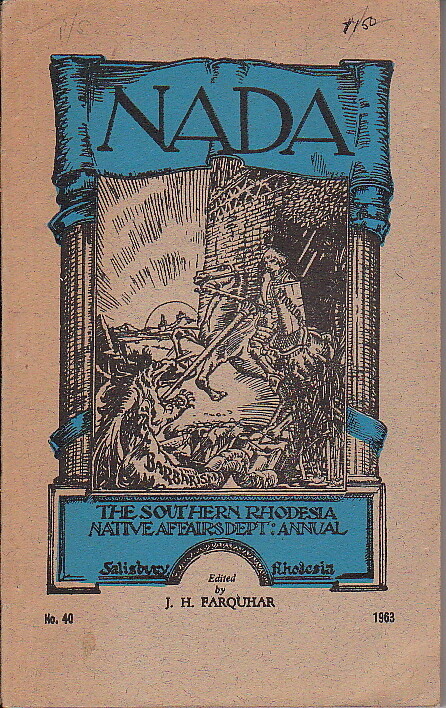 NADA
BARBARISM
THE SOUTHERN RHODESIA
NATIVE AFFAIRS DEPT: ANNUAL
Salisbury Rhodesia
Edited
by
J. H. FARQUHAR
No. 40 1963